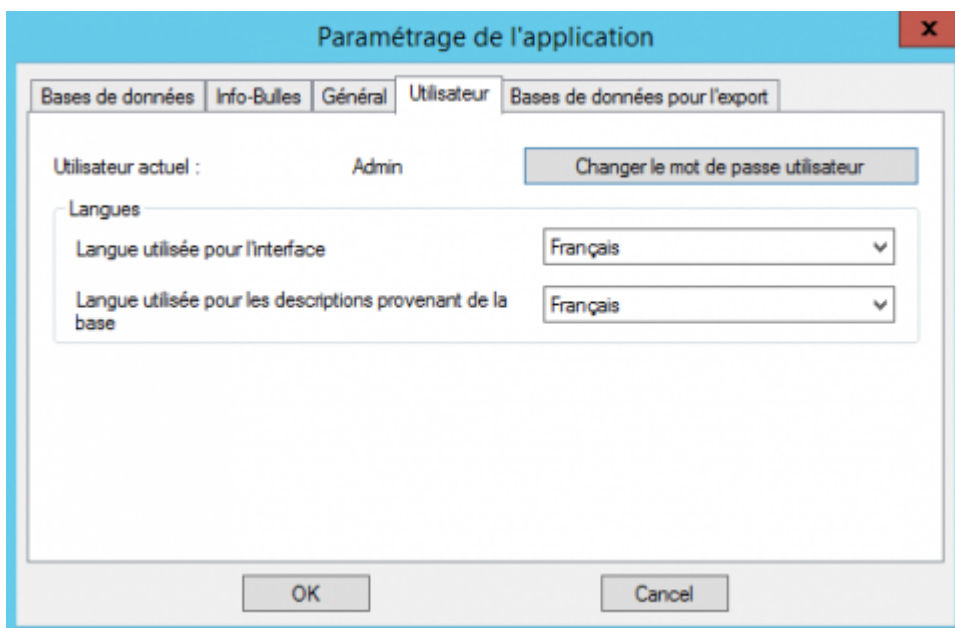 Paramétrage de l'application
x
Bases de données Info-Bulles Général Utilisateur Bases de données pour l'export
Utilisateur actuel : Admin Changer le mot de passe utilisateur
Langues
Langue utilisée pour l'interface Français
Langue utilisée pour les descriptions provenant de la
base
Français
OK Cancel